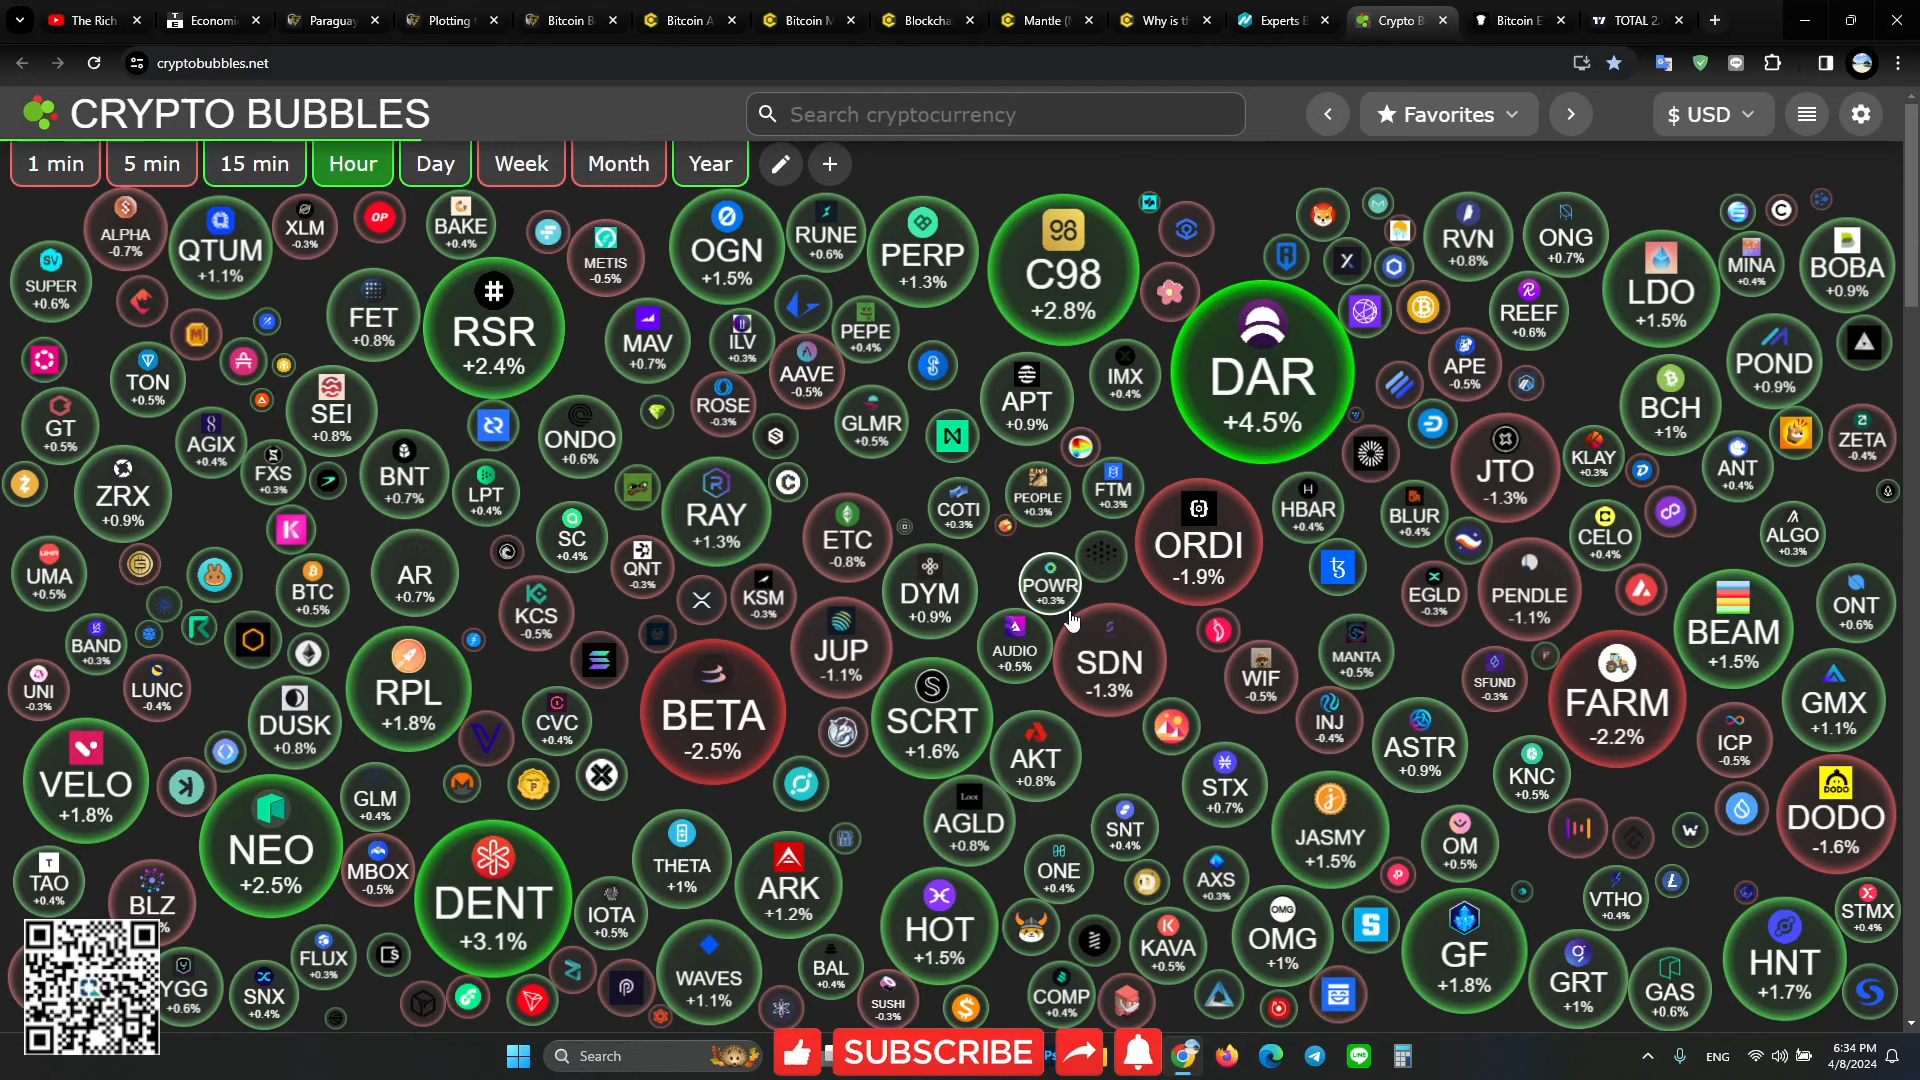 The Rich
Economi
Paraguay
Plotting t
Bitcoin B
Bitcoin A
Bitcoin M
Blockcha
Mantle (
Why is th
Experts B
Crypto B
Bitcoin E
TOTAL 2.
cryptobubbles.net
CRYPTO BUBBLES
Search cryptocurrency
Favorites
$ USD
1 min
5 min
15 min
Hour
Day
Week
Month
Year
ALPHA
-0.7%
QTUM
+1.1%
XLM
-0.3%
OP
BAKE
+0.4%
METIS
-0.5%
OGN
+1.5%
RUNE
+0.6%
PERP
+1.3%
C98
+2.8%
RVN
+0.8%
ONG
+0.7%
LDO
+1.5%
MINA
+0.4%
BOBA
+0.9%
SUPER
+0.6%
FET
+0.8%
RSR
+2.4%
MAV
+0.7%
ILV
+0.3%
PEPE
+0.4%
AAVE
-0.5%
DAR
+4.5%
REEF
+0.6%
POND
+0.9%
TON
+0.5%
SEI
+0.8%
ROSE
-0.3%
GLMR
+0.5%
APT
+0.9%
IMX
+0.4%
APE
-0.5%
BCH
+1%
GT
+0.5%
AGIX
+0.4%
ONDO
+0.6%
ZETA
-0.4%
FXS
+0.3%
BNT
+0.7%
JTO
-1.3%
KLAY
+0.3%
ANT
+0.4%
ZRX
+0.9%
LPT
+0.4%
RAY
+1.3%
COTI
+0.3%
PEOPLE
+0.3%
FTM
+0.3%
HBAR
+0.4%
BLUR
+0.4%
SC
+0.4%
ETC
-0.8%
ORDI
-1.9%
CELO
+0.4%
ALGO
+0.3%
UMA
+0.5%
BTC
+0.5%
AR
+0.7%
QNT
-0.3%
KSM
-0.3%
DYM
+0.9%
POWR
+0.3%
EGLD
-0.3%
PENDLE
-1.1%
BEAM
+1.5%
ONT
+0.6%
KCS
-0.5%
JUP
-1.1%
AUDIO
+0.5%
SDN
-1.3%
MANTA
+0.5%
BAND
+0.3%
UNI
-0.3%
LUNC
-0.4%
RPL
+1.8%
BETA
-2.5%
WIF
-0.5%
SFUND
-0.3%
FARM
-2.2%
GMX
+1.1%
DUSK
+0.8%
CVC
+0.4%
SCRT
+1.6%
INJ
-0.4%
ASTR
+0.9%
ICP
-0.5%
VELO
+1.8%
AKT
+0.8%
STX
+0.7%
KNC
+0.5%
DODO
-1.6%
GLM
+0.4%
NEO
+2.5%
AGLD
+0.8%
SNT
+0.4%
JASMY
+1.5%
OM
+0.5%
MBOX
-0.5%
DENT
+3.1%
THETA
+1%
ARK
+1.2%
ONE
+0.4%
AXS
+0.3%
TAO
+0.4%
BLZ
IOTA
+0.5%
HOT
+1.5%
VTHO
+0.4%
STMX
+0.4%
KAVA
+0.5%
OMG
OMG
+1%
GF
+1.8%
FLUX
+0.3%
YGG
+0.6%
SNX
+0.4%
WAVES
+1.1%
BAL
+0.4%
SUSHI
-0.3%
COMP
+0.4%
GRT
+1%
GAS
+0.6%
HNT
+1.7%
Search
SUBSCRIBE
ENG
6:34 PM
4/8/2024